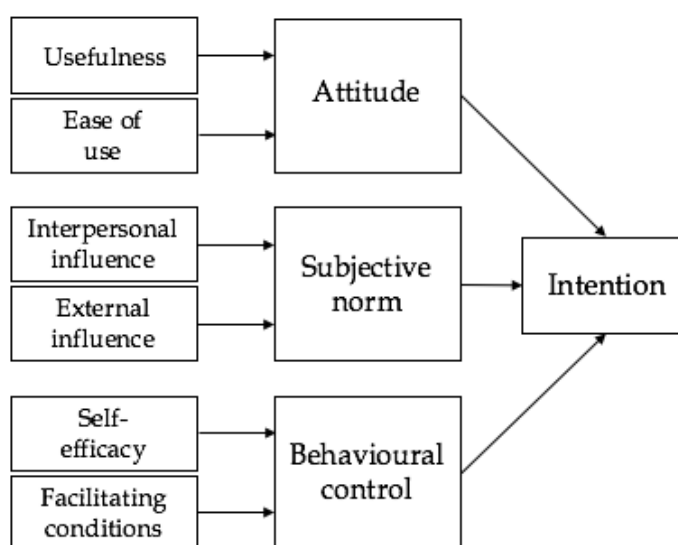 Usefulness
Ease of
use
Attitude
Interpersonal
influence
External
influence
Subjective
norm
Self-
efficacy
Facilitating
conditions
Behavioural
control
Intention